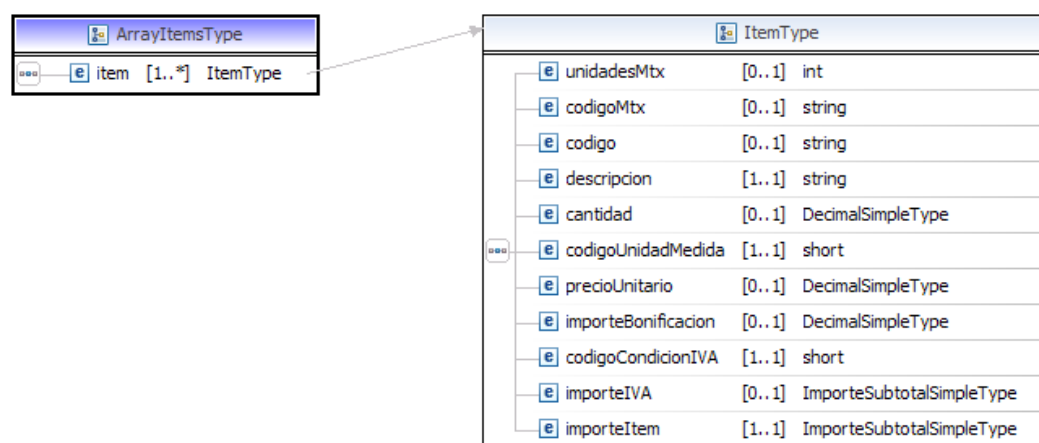 ArrayItemsType
e item [1..*] ItemType
ItemType
e unidadesMtx [0..1] int
e codigoMtx [0..1] string
e codigo [0..1] string
e descripcion [1..1] string
e cantidad [0..1] DecimalSimpleType
e codigoUnidadMedida [1..1] short
e precioUnitario [0..1] DecimalSimpleType
e importeBonificacion [0..1] DecimalSimpleType
e codigoCondicionIVA [1..1] short
e importeIVA [0..1] ImporteSubtotalSimpleType
e importeItem [1..1] ImporteSubtotalSimpleType